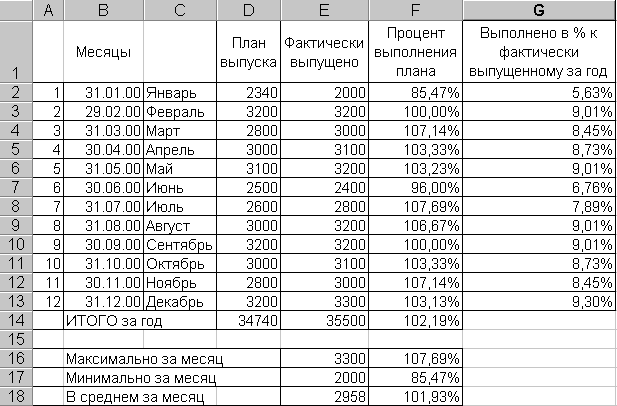 A B C D E F G
1 Месяцы План выпуска Фактически выпущено Процент выполнения плана Выполнено в % к фактически выпущенному за год
2 1 31.01.00 Январь 2340 2000 85,47% 5,63%
3 2 29.02.00 Февраль 3200 3200 100,00% 9,01%
4 3 31.03.00 Март 2800 3000 107,14% 8,45%
5 4 30.04.00 Апрель 3000 3100 103,33% 8,73%
6 5 31.05.00 Май 3100 3200 103,23% 9,01%
7 6 30.06.00 Июнь 2500 2400 96,00% 6,76%
8 7 31.07.00 Июль 2600 2800 107,69% 7,89%
9 8 31.08.00 Август 3000 3200 106,67% 9,01%
10 9 30.09.00 Сентябрь 3200 3200 100,00% 9,01%
11 10 31.10.00 Октябрь 3000 3100 103,33% 8,73%
12 11 30.11.00 Ноябрь 2800 3000 107,14% 8,45%
13 12 31.12.00 Декабрь 3200 3300 103,13% 9,30%
14 ИТОГО за год 34740 35500 102,19%
15
16 Максимально за месяц 3300 107,69%
17 Минимально за месяц 2000 85,47%
18 В среднем за месяц 2958 101,93%